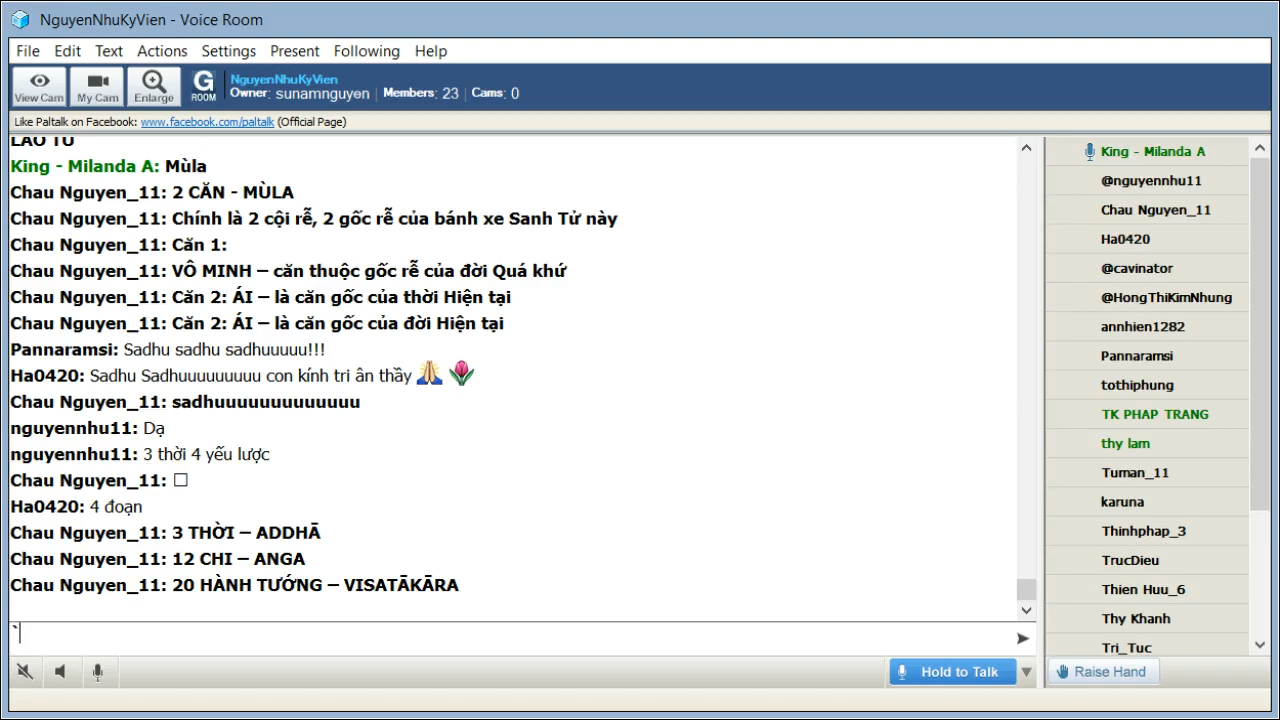 NguyenNhuKyVien - Voice Room
File Edit Text Actions Settings Present Following Help
View Cam My Cam Enlarge G ROOM NguyenNhuKyVien
Owner: sunamnguyen | Members: 23 | Cams: 0
Like Paltalk on Facebook: www.facebook.com/paltalk (Official Page)
LÃO TỬ
King - Milanda A: Mùla
Chau Nguyen_11: 2 CĂN - MÙLA
Chau Nguyen_11: Chính là 2 cội rễ, 2 gốc rễ của bánh xe Sanh Tử này
Chau Nguyen_11: Căn 1:
Chau Nguyen_11: VÔ MINH – căn thuộc gốc rễ của đời Quá khứ
Chau Nguyen_11: Căn 2: ÁI – là căn gốc của thời Hiện tại
Chau Nguyen_11: Căn 2: ÁI – là căn gốc của đời Hiện tại
Pannaramsi: Sadhu sadhu sadhuuuuu!!!
Ha0420: Sadhu Sadhuuuuuuuuu con kính tri ân thầy 🙏 🌷
Chau Nguyen_11: sadhuuuuuuuuuuuuu
nguyennhu11: Dạ
nguyennhu11: 3 thời 4 yếu lược
Chau Nguyen_11: □
Ha0420: 4 đoạn
Chau Nguyen_11: 3 THỜI – ADDHĀ
Chau Nguyen_11: 12 CHI – ANGA
Chau Nguyen_11: 20 HÀNH TƯỚNG – VISATĀKĀRA
`
Hold to Talk
King - Milanda A
@nguyennhu11
Chau Nguyen_11
Ha0420
@cavinator
@HongThiKimNhung
annhien1282
Pannaramsi
tothiphung
TK PHAP TRANG
thy lam
Tuman_11
karuna
Thinhphap_3
TrucDieu
Thien Huu_6
Thy Khanh
Tri_Tuc
Raise Hand